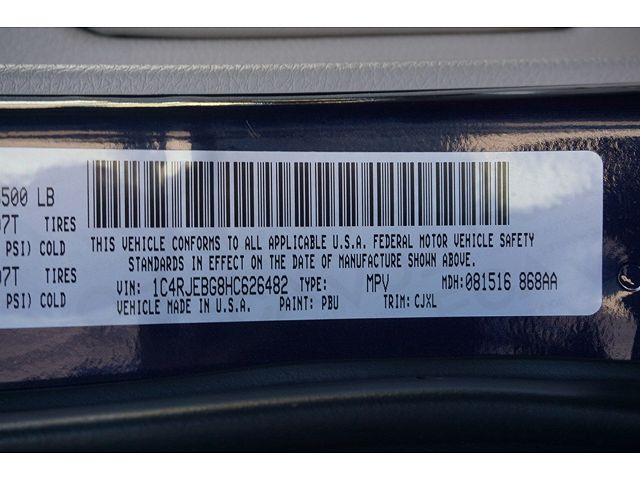 500 LB
7T TIRES
PSI) COLD
7T TIRES
PSI) COLD
THIS VEHICLE CONFORMS TO ALL APPLICABLE U.S.A. FEDERAL MOTOR VEHICLE SAFETY
STANDARDS IN EFFECT ON THE DATE OF MANUFACTURE SHOWN ABOVE.
VIN: 1C4RJEBG8HC626482 TYPE: MPV MDH: 081516 868AA
VEHICLE MADE IN U.S.A. PAINT: PBU TRIM: CJXL